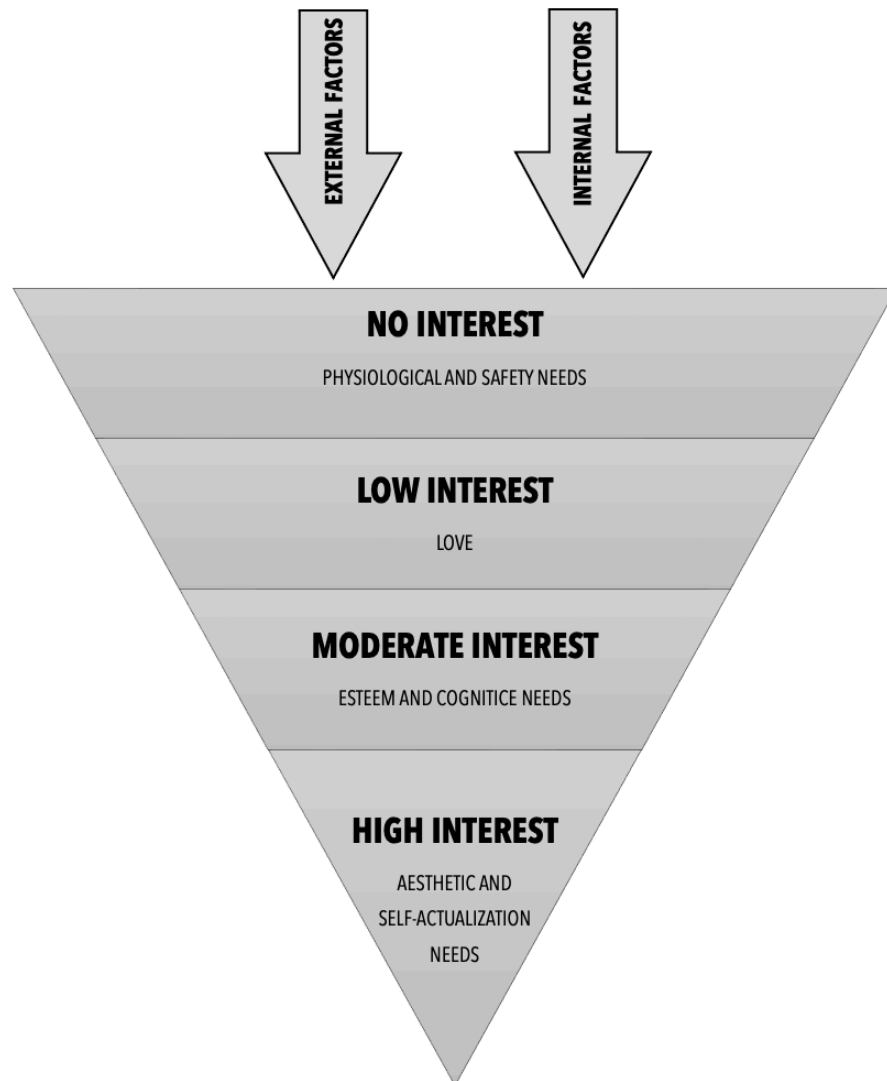 EXTERNAL FACTORS
INTERNAL FACTORS
NO INTEREST
PHYSIOLOGICAL AND SAFETY NEEDS
LOW INTEREST
LOVE
MODERATE INTEREST
ESTEEM AND COGNITICE NEEDS
HIGH INTEREST
AESTHETIC AND
SELF-ACTUALIZATION
NEEDS